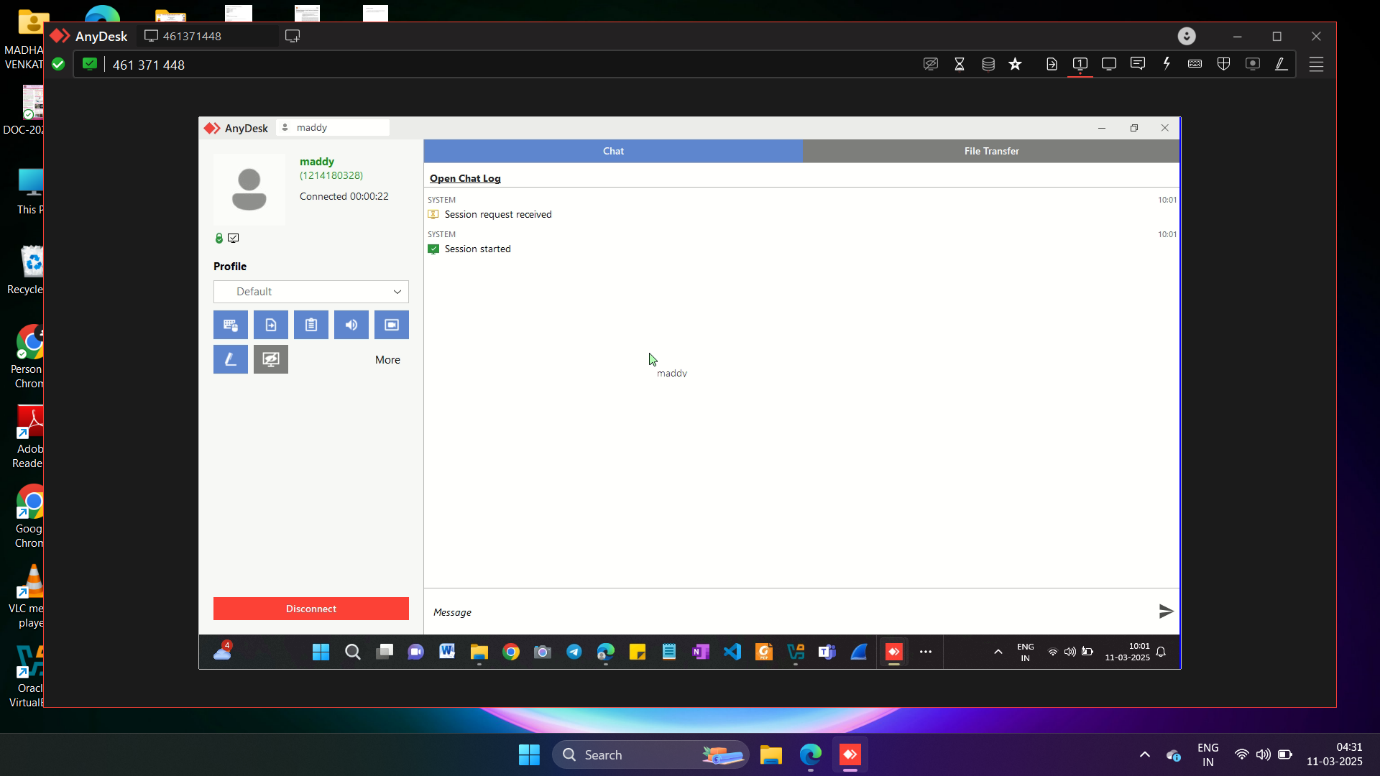 MADHA
VENKAT
DOC-202
This P
Recycle
Person
Chrom
Adob
Reade
Goog
Chrom
VLC me
playe
Oracl
VirtualB
AnyDesk
461371448
461 371 448
1
AnyDesk
maddy
maddy
(1214180328)
Connected 00:00:22
Profile
Default
More
Disconnect
Chat
File Transfer
Open Chat Log
SYSTEM
10:01
Session request received
SYSTEM
10:01
Session started
maddy
Message
4
ENG
IN
10:01
11-03-2025
Search
ENG
IN
04:31
11-03-2025